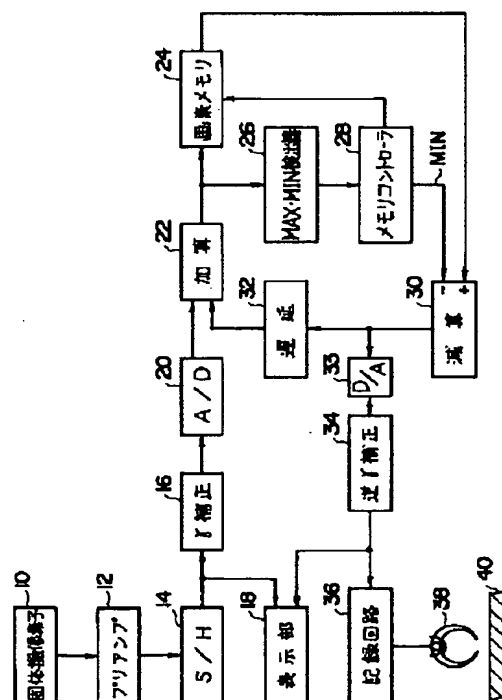 10
固体撮像素子
12
プリアンプ
14
S/H
16
γ補正
18
表示部
20
A/D
22
加算
24
画素メモリ
26
MAX・MIN検出器
28
メモリコントローラ
MIN
30
減算
-
+
32
遅延
33
D/A
34
逆γ補正
36
記録回路
38
40